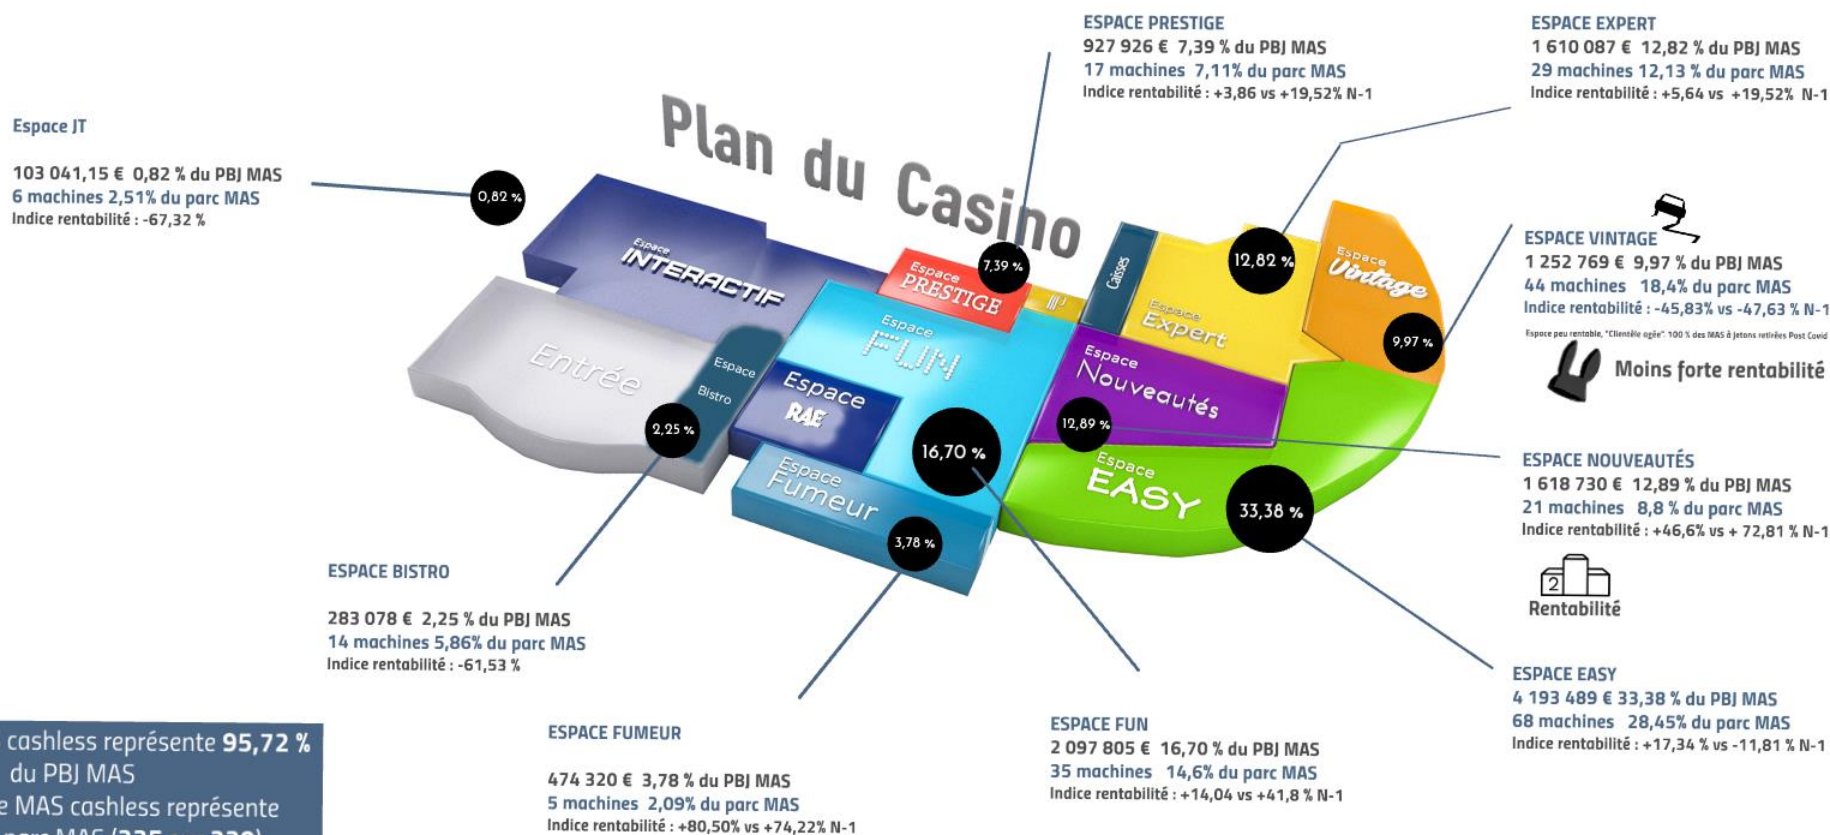 ESPACE PRESTIGE
927 926 € 7,39 % du PBJ MAS
17 machines 7,11% du parc MAS
Indice rentabilité : +3,86 vs +19,52% N-1
ESPACE EXPERT
1 610 087 € 12,82 % du PBJ MAS
29 machines 12,13 % du parc MAS
Indice rentabilité : +5,64 vs +19,52% N-1
Espace JT
103 041,15 € 0,82 % du PBJ MAS
6 machines 2,51% du parc MAS
Indice rentabilité : -67,32 %
Plan du Casino
0,82 %
Espace
INTERACTIF
Espace
PRESTIGE
7,39 %
Caisses
12,82 %
Espace
Expert
Espace
Vintage
9,97 %
ESPACE VINTAGE
1 252 769 € 9,97 % du PBJ MAS
44 machines 18,4% du parc MAS
Indice rentabilité : -45,83% vs -47,63 % N-1
Espace peu rentable, "Clientèle agée". 100 % des MAS à Jetons retirées Post Covid
Moins forte rentabilité
Entrée
Espace
Bistro
2,25 %
Espace
FUN
Espace
RAE
16,70 %
Espace
Fumeur
3,78 %
Espace
Nouveautés
12,89 %
Espace
EASY
33,38 %
ESPACE NOUVEAUTÉS
1 618 730 € 12,89 % du PBJ MAS
21 machines 8,8 % du parc MAS
Indice rentabilité : +46,6% vs + 72,81 % N-1
2
Rentabilité
ESPACE BISTRO
283 078 € 2,25 % du PBJ MAS
14 machines 5,86% du parc MAS
Indice rentabilité : -61,53 %
ESPACE EASY
4 193 489 € 33,38 % du PBJ MAS
68 machines 28,45% du parc MAS
Indice rentabilité : +17,34 % vs -11,81 % N-1
ESPACE FUMEUR
474 320 € 3,78 % du PBJ MAS
5 machines 2,09% du parc MAS
Indice rentabilité : +80,50% vs +74,22% N-1
ESPACE FUN
2 097 805 € 16,70 % du PBJ MAS
35 machines 14,6% du parc MAS
Indice rentabilité : +14,04 vs +41,8 % N-1
cashless représente 95,72 %
du PBJ MAS
MAS cashless représente